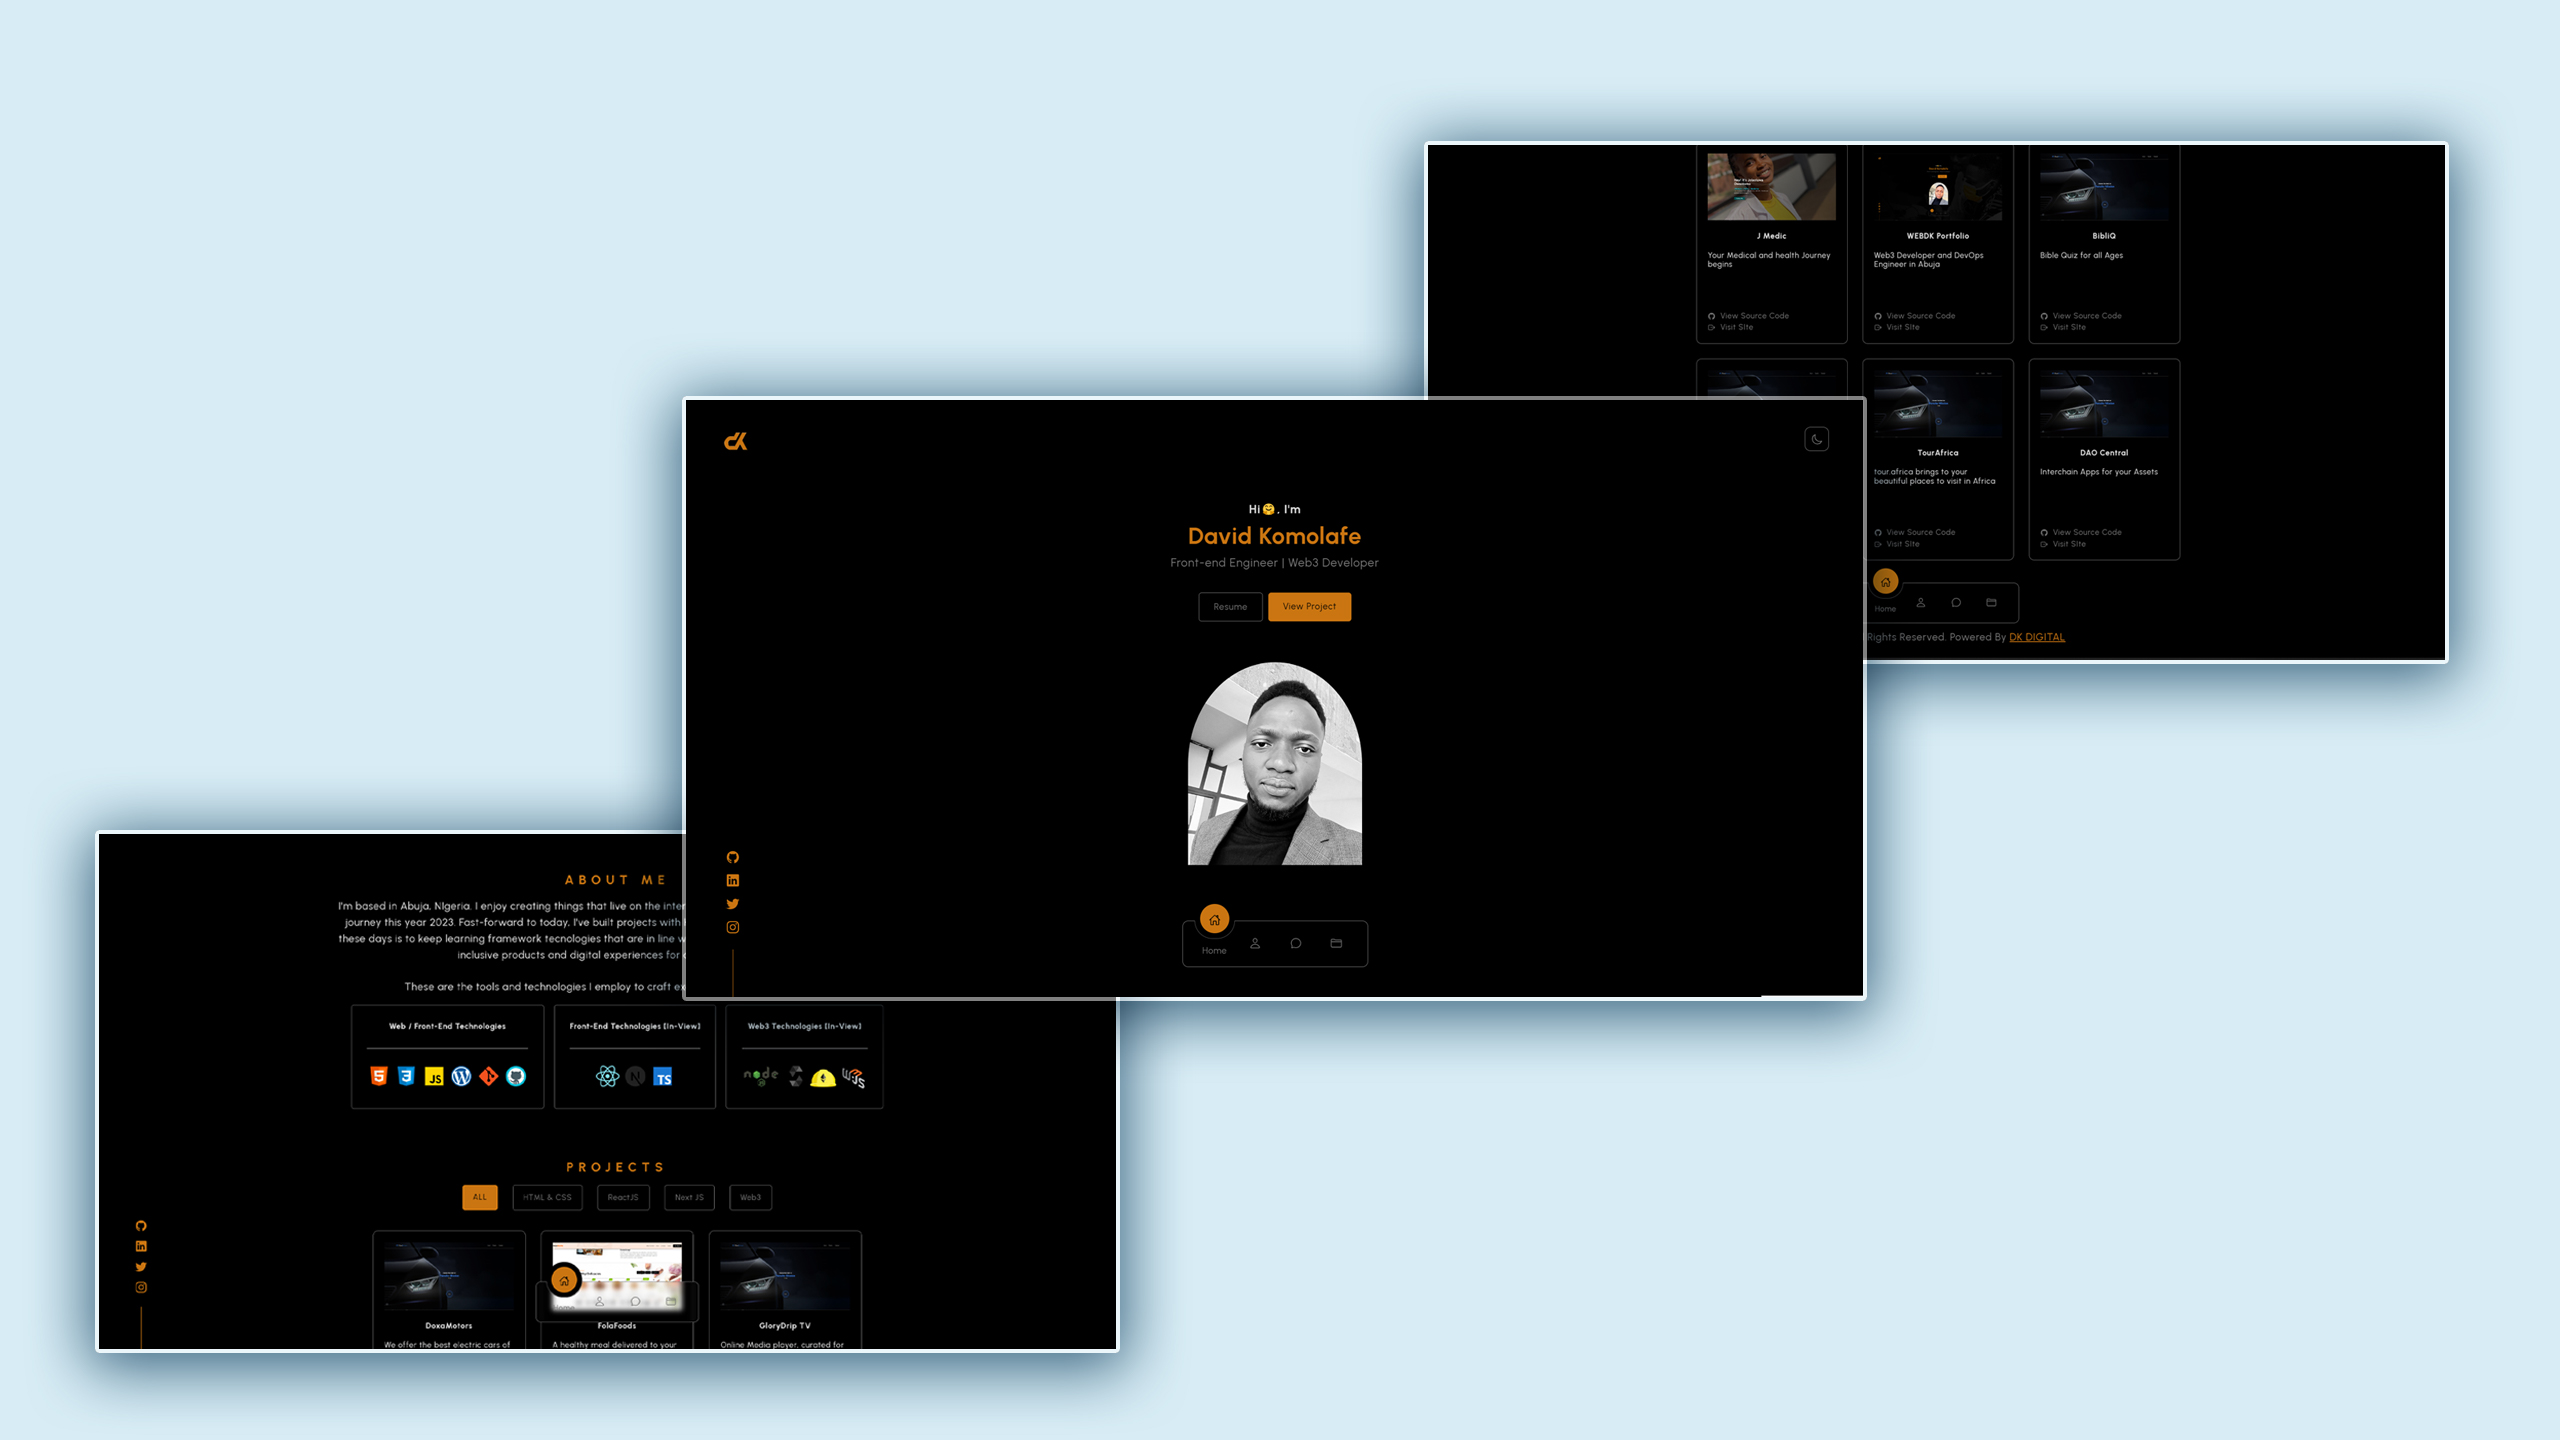 J Medic
Your Medical and health Journey
begins
View Source Code
Visit SIte
WEBDK Portfolio
Web3 Developer and DevOps
Engineer in Abuja
View Source Code
Visit SIte
BibliQ
Bible Quiz for all Ages
View Source Code
Visit SIte
TourAfrica
tour.africa brings to your
beautiful places to visit in Africa
View Source Code
Visit SIte
DAO Central
Interchain Apps for your Assets
View Source Code
Visit SIte
Home
Rights Reserved. Powered By DK DIGITAL
Hi 🤗, I'm
David Komolafe
Front-end Engineer | Web3 Developer
Resume
View Project
Home
ABOUT ME
I'm based in Abuja, NIgeria. I enjoy creating things that live on the inter
journey this year 2023. Fast-forward to today, I've built projects with
these days is to keep learning framework tecnologies that are in line w
inclusive products and digital experiences for
These are the tools and technologies I employ to craft ex
Web / Front-End Technologies
Front-End Technologies [In-View]
Web3 Technologies [In-View]
5
3
JS
W
N
TS
node
JS
W3JS
PROJECTS
ALL
HTML & CSS
ReactJS
Next JS
Web3
DoxaMotors
We offer the best electric cars of
FolaFoods
A healthy meal delivered to your
GloryDrip TV
Online Media player, curated for